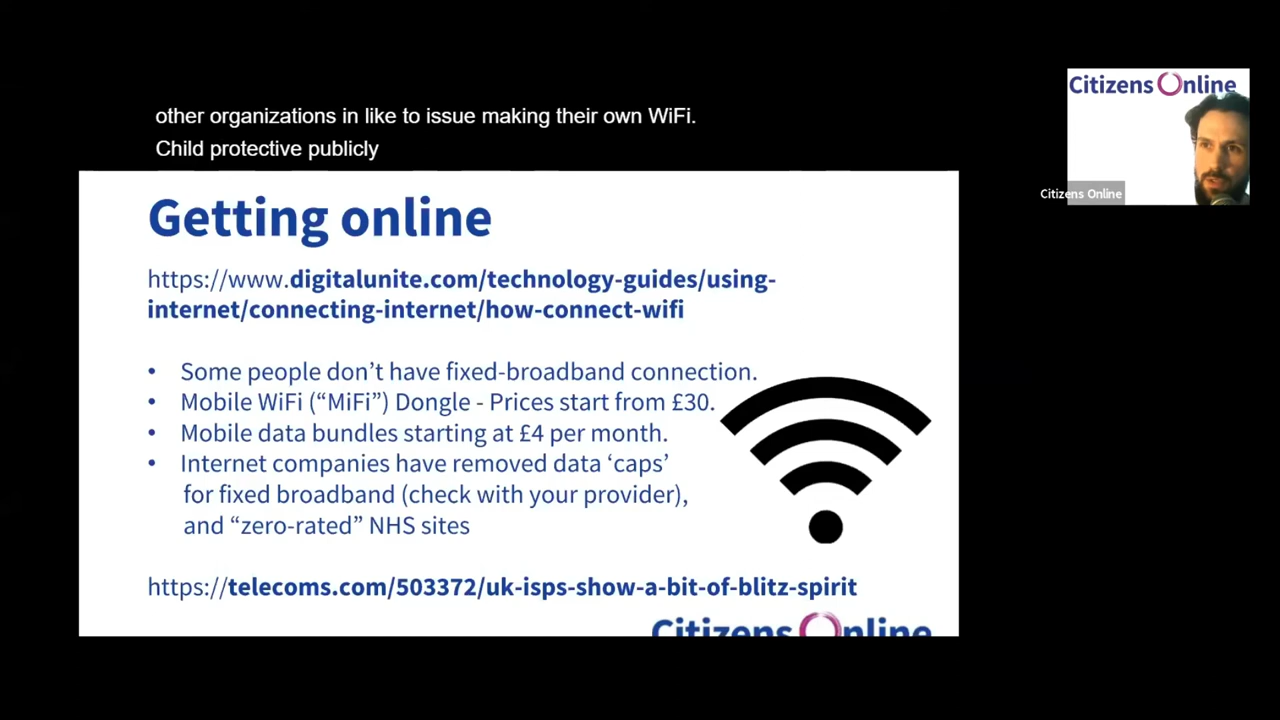 other organizations in like to issue making their own WiFi.
Child protective publicly
Citizens Online
Citizens Online
Getting online
https://www.digitalunite.com/technology-guides/using-
internet/connecting-internet/how-connect-wifi
• Some people don’t have fixed-broadband connection.
• Mobile WiFi (“MiFi”) Dongle - Prices start from £30.
• Mobile data bundles starting at £4 per month.
• Internet companies have removed data ‘caps’
for fixed broadband (check with your provider),
and “zero-rated” NHS sites
https://telecoms.com/503372/uk-isps-show-a-bit-of-blitz-spirit
Citizens Online